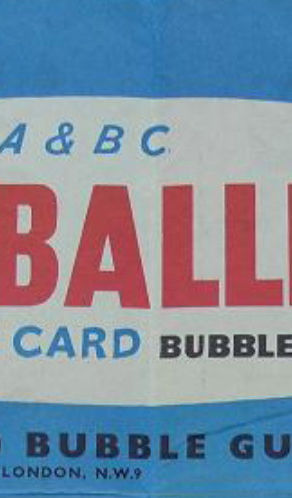 A & B C
BALL
CARD BUBBLE
BUBBLE GU
LONDON, N.W.9